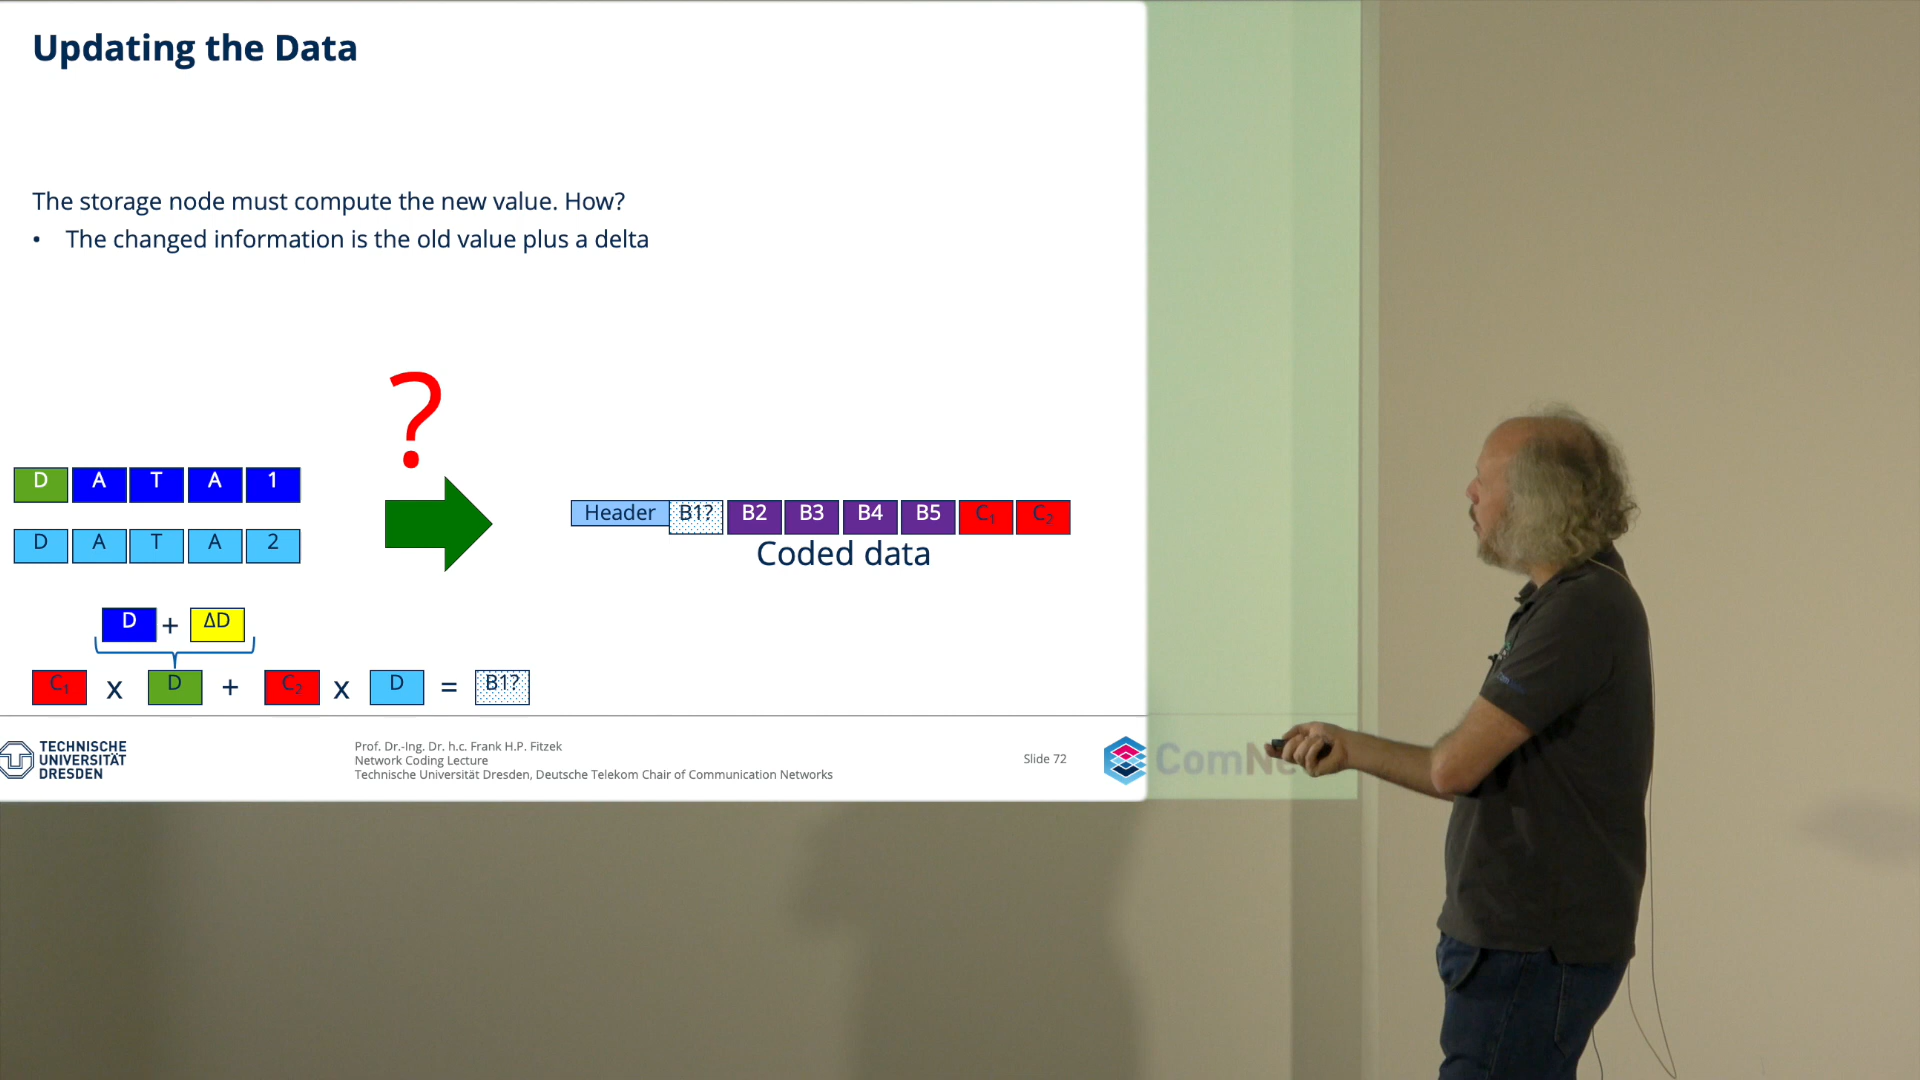 Updating the Data
The storage node must compute the new value. How?
• The changed information is the old value plus a delta
?
D A T A 1
D A T A 2
Header B1? B2 B3 B4 B5 C₁ C₂
Coded data
D + ΔD
C₁ x D + C₂ x D = B1?
TECHNISCHE
UNIVERSITÄT
DRESDEN
Prof. Dr.-Ing. Dr. h.c. Frank H.P. Fitzek
Network Coding Lecture
Technische Universität Dresden, Deutsche Telekom Chair of Communication Networks
Slide 72